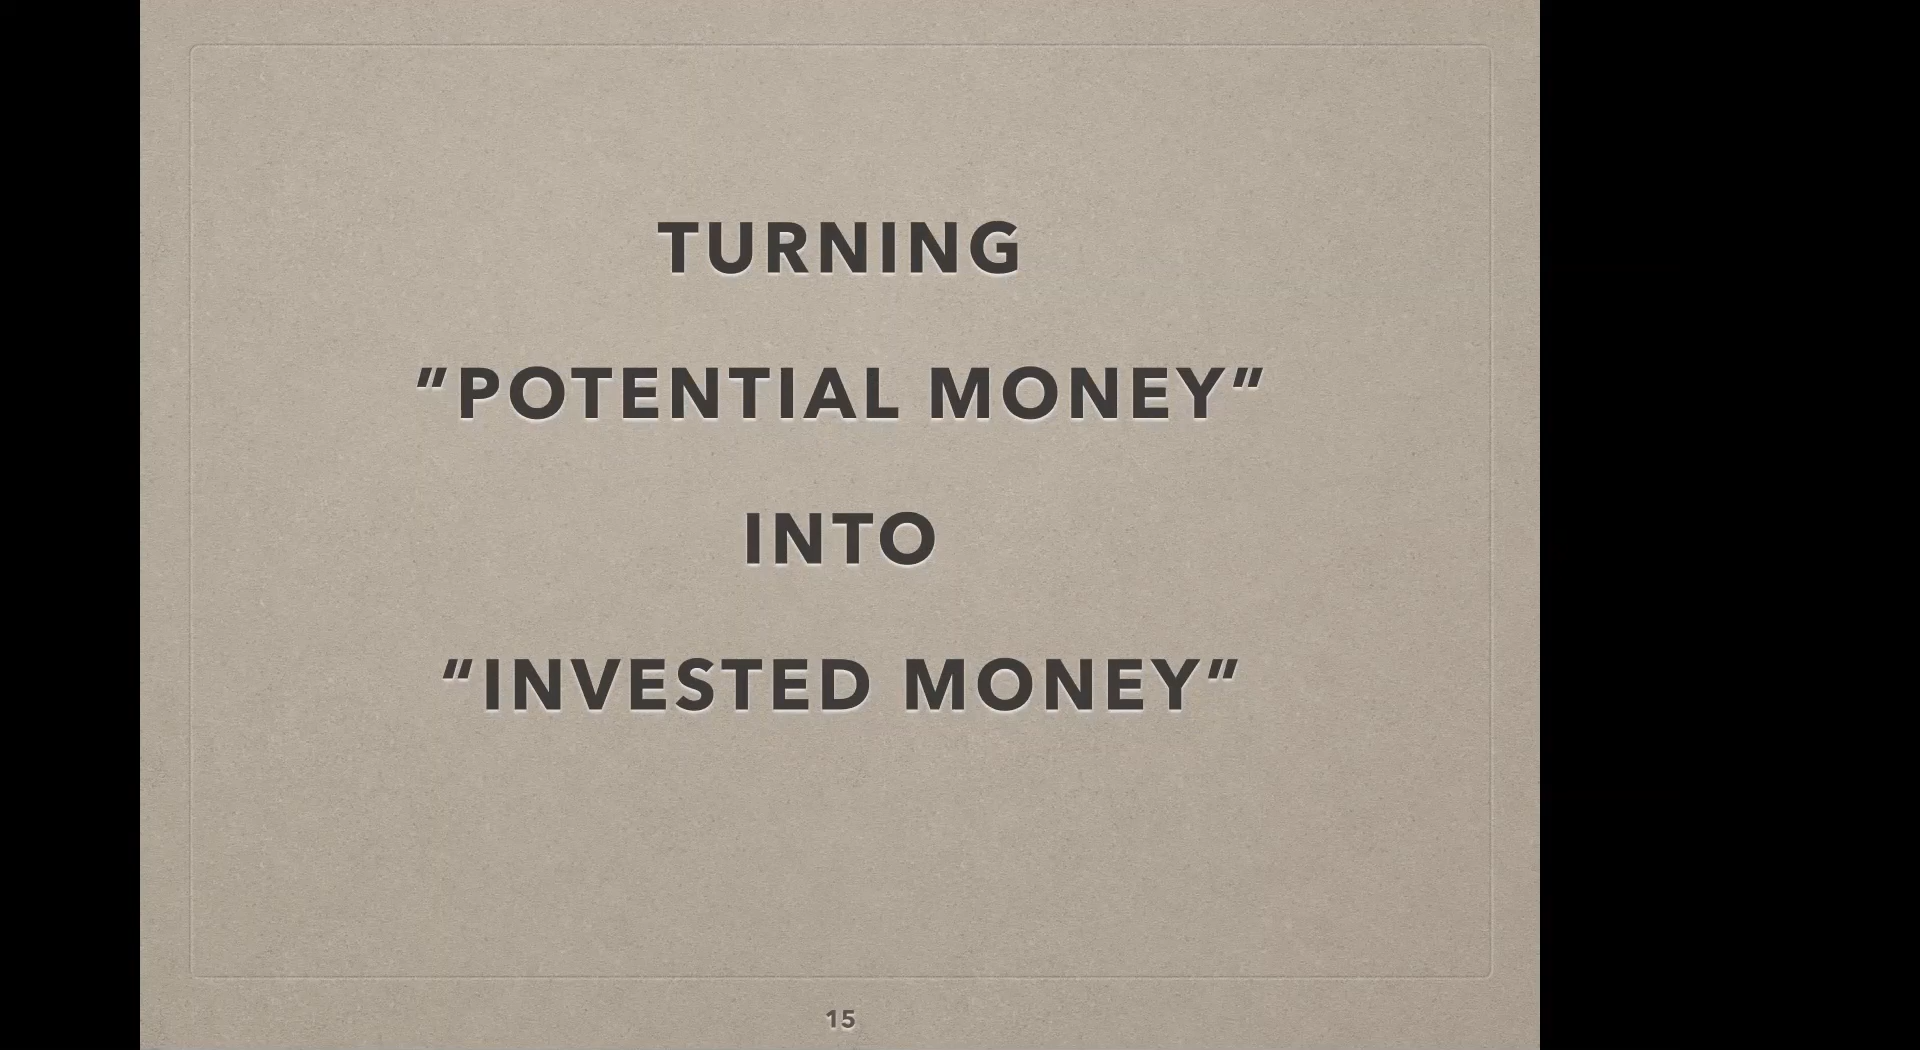 TURNING
"POTENTIAL MONEY"
INTO
"INVESTED MONEY"
15